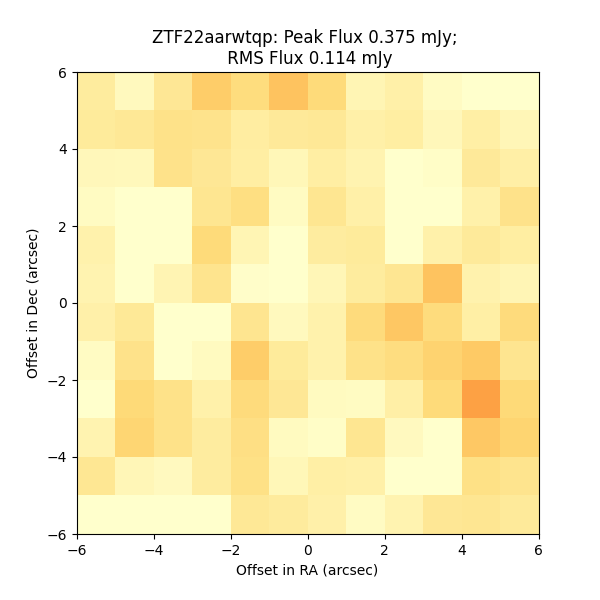 ZTF22aarwtqp: Peak Flux 0.375 mJy;
RMS Flux 0.114 mJy
6
4
2
0
−2
−4
−6
Offset in Dec (arcsec)
−6 −4 −2 0 2 4 6
Offset in RA (arcsec)